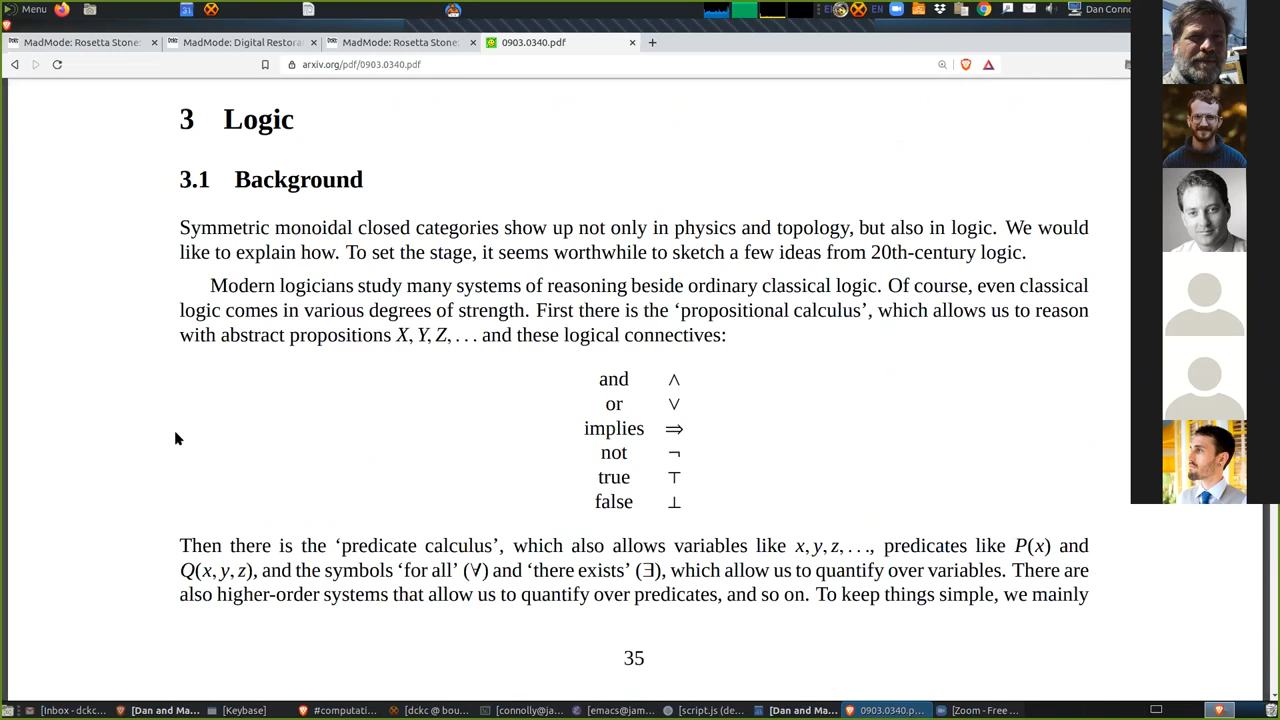 Menu
31
EN
EN
Dan Conno
MadMode: Rosetta Stone:
MadMode: Digital Restora
MadMode: Rosetta Stone:
0903.0340.pdf
arxiv.org/pdf/0903.0340.pdf
3 Logic
3.1 Background
Symmetric monoidal closed categories show up not only in physics and topology, but also in logic. We would
like to explain how. To set the stage, it seems worthwhile to sketch a few ideas from 20th-century logic.
Modern logicians study many systems of reasoning beside ordinary classical logic. Of course, even classical
logic comes in various degrees of strength. First there is the ‘propositional calculus’, which allows us to reason
with abstract propositions X, Y, Z, . . . and these logical connectives:
and ∧
or ∨
implies ⇒
not ¬
true ⊤
false ⊥
Then there is the ‘predicate calculus’, which also allows variables like x, y, z, . . ., predicates like P(x) and
Q(x, y, z), and the symbols ‘for all’ (∀) and ‘there exists’ (∃), which allow us to quantify over variables. There are
also higher-order systems that allow us to quantify over predicates, and so on. To keep things simple, we mainly
35
[Inbox - dckc_...
[Dan and Ma...
[Keybase]
#computati...
[dckc @ bou...
[connolly@ja...
[emacs@jam...
[script.js (de...
[Dan and Ma...
0903.0340.p...
[Zoom - Free ...